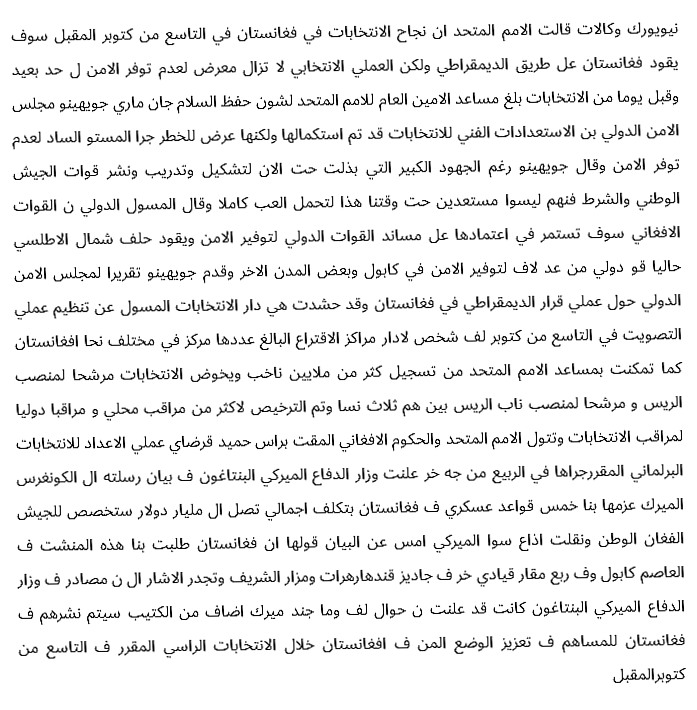 نيويورك وكالات قالت الامم المتحد ان نجاح الانتخابات في فغانستان في التاسع من كتوبر المقبل سوف
يقود فغانستان عل طريق الديمقراطي ولكن العملي الانتخابي لا تزال معرض لعدم توفر الامن ل حد بعيد
وقبل يوما من الانتخابات بلغ مساعد الامين العام للامم المتحد لشون حفظ السلام جان ماري جويهينو مجلس
الامن الدولي بن الاستعدادات الفني للانتخابات قد تم استكمالها ولكنها عرض للخطر جرا المستو الساد لعدم
توفر الامن وقال جويهينو رغم الجهود الكبير التي بذلت حت الان لتشكيل وتدريب ونشر قوات الجيش
الوطني والشرط فنهم ليسوا مستعدين حت وقتنا هذا لتحمل العب كاملا وقال المسول الدولي ن القوات
الافغاني سوف تستمر في اعتمادها عل مساند القوات الدولي لتوفير الامن ويقود حلف شمال الاطلسي
حاليا قو دولي من عد لاف لتوفير الامن في كابول وبعض المدن الاخر وقدم جويهينو تقريرا لمجلس الامن
الدولي حول عملي قرار الديمقراطي في فغانستان وقد حشدت هي دار الانتخابات المسول عن تنظيم عملي
التصويت في التاسع من كتوبر لف شخص لادار مراكز الاقتراع البالغ عددها مركز في مختلف نحا افغانستان
كما تمكنت بمساعد الامم المتحد من تسجيل كثر من ملايين ناخب ويخوض الانتخابات مرشحا لمنصب
الريس و مرشحا لمنصب ناب الريس بين هم ثلاث نسا وتم الترخيص لاكثر من مراقب محلي و مراقبا دوليا
لمراقب الانتخابات وتتول الامم المتحد والحكوم الافغاني المقت براس حميد قرضاي عملي الاعداد للانتخابات
البرلماني المقررجراها في الربيع من جه خر علنت وزار الدفاع الميركي البنتاغون ف بيان رسلته ال الكونغرس
الميرك عزمها بنا خمس قواعد عسكري ف فغانستان بتكلف اجمالي تصل ال مليار دولار ستخصص للجيش
الفغان الوطن ونقلت اذاع سوا الميركي امس عن البيان قولها ان فغانستان طلبت بنا هذه المنشت ف
العاصم كابول وف ربع مقار قيادي خر ف جاديز قندهارهرات ومزار الشريف وتجدر الاشار ال ن مصادر ف وزار
الدفاع الميركي البنتاغون كانت قد علنت ن حوال لف وما جند ميرك اضاف من الكتيب سيتم نشرهم ف
فغانستان للمساهم ف تعزيز الوضع المن ف افغانستان خلال الانتخابات الراسي المقرر ف التاسع من
كتوبرالمقبل